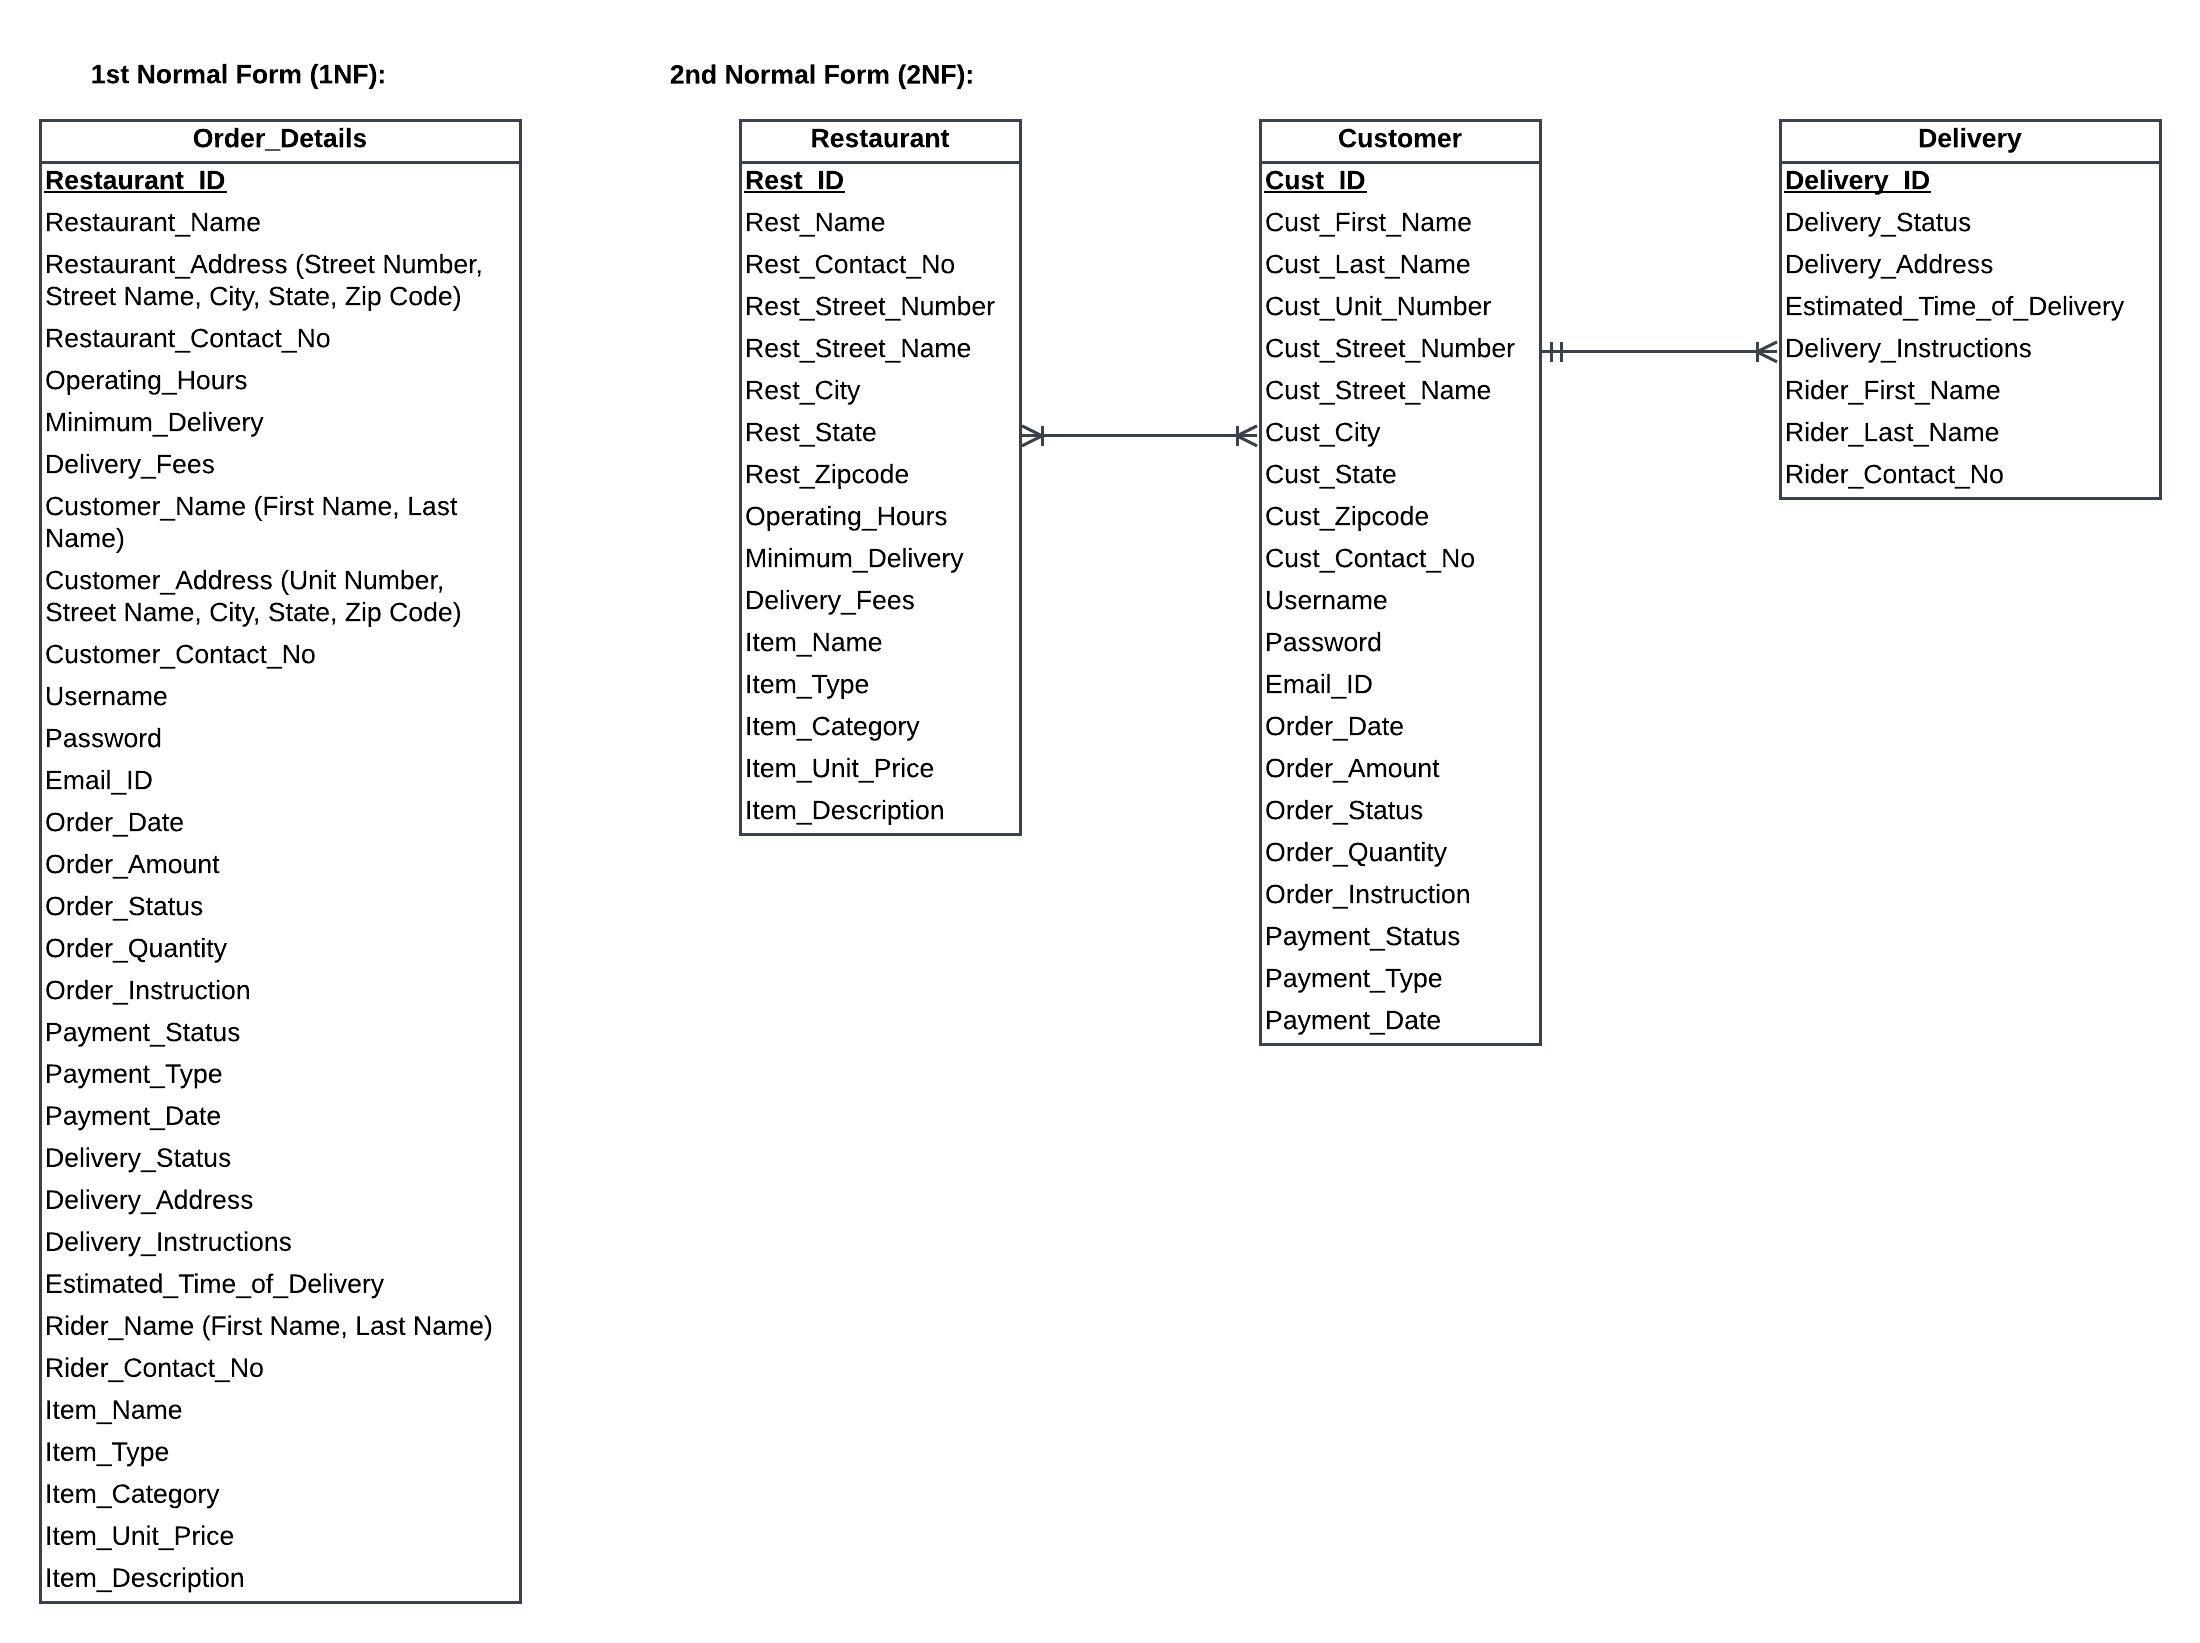 1st Normal Form (1NF):
2nd Normal Form (2NF):
Order_Details
Restaurant_ID
Restaurant_Name
Restaurant_Address (Street Number,
Street Name, City, State, Zip Code)
Restaurant_Contact_No
Operating_Hours
Minimum_Delivery
Delivery_Fees
Customer_Name (First Name, Last
Name)
Customer_Address (Unit Number,
Street Name, City, State, Zip Code)
Customer_Contact_No
Username
Password
Email_ID
Order_Date
Order_Amount
Order_Status
Order_Quantity
Order_Instruction
Payment_Status
Payment_Type
Payment_Date
Delivery_Status
Delivery_Address
Delivery_Instructions
Estimated_Time_of_Delivery
Rider_Name (First Name, Last Name)
Rider_Contact_No
Item_Name
Item_Type
Item_Category
Item_Unit_Price
Item_Description
Restaurant
Rest_ID
Rest_Name
Rest_Contact_No
Rest_Street_Number
Rest_Street_Name
Rest_City
Rest_State
Rest_Zipcode
Operating_Hours
Minimum_Delivery
Delivery_Fees
Item_Name
Item_Type
Item_Category
Item_Unit_Price
Item_Description
Customer
Cust_ID
Cust_First_Name
Cust_Last_Name
Cust_Unit_Number
Cust_Street_Number
Cust_Street_Name
Cust_City
Cust_State
Cust_Zipcode
Cust_Contact_No
Username
Password
Email_ID
Order_Date
Order_Amount
Order_Status
Order_Quantity
Order_Instruction
Payment_Status
Payment_Type
Payment_Date
Delivery
Delivery_ID
Delivery_Status
Delivery_Address
Estimated_Time_of_Delivery
Delivery_Instructions
Rider_First_Name
Rider_Last_Name
Rider_Contact_No